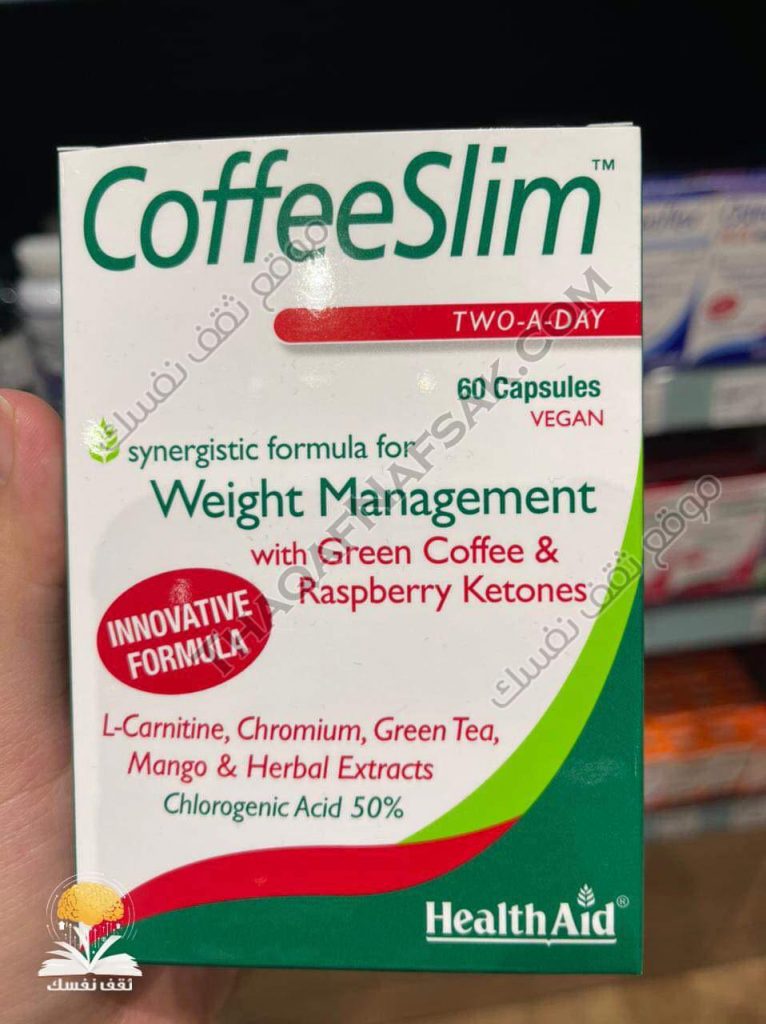 CoffeeSlim™
TWO-A-DAY
60 Capsules
VEGAN
synergistic formula for
Weight Management
with Green Coffee &
Raspberry Ketones
INNOVATIVE
FORMULA
L-Carnitine, Chromium, Green Tea,
Mango & Herbal Extracts
Chlorogenic Acid 50%
HealthAid®
موقع ثقف نفسك
THAQAFNAFSAK.COM
موقع ثقف نفسك
ثقف نفسك